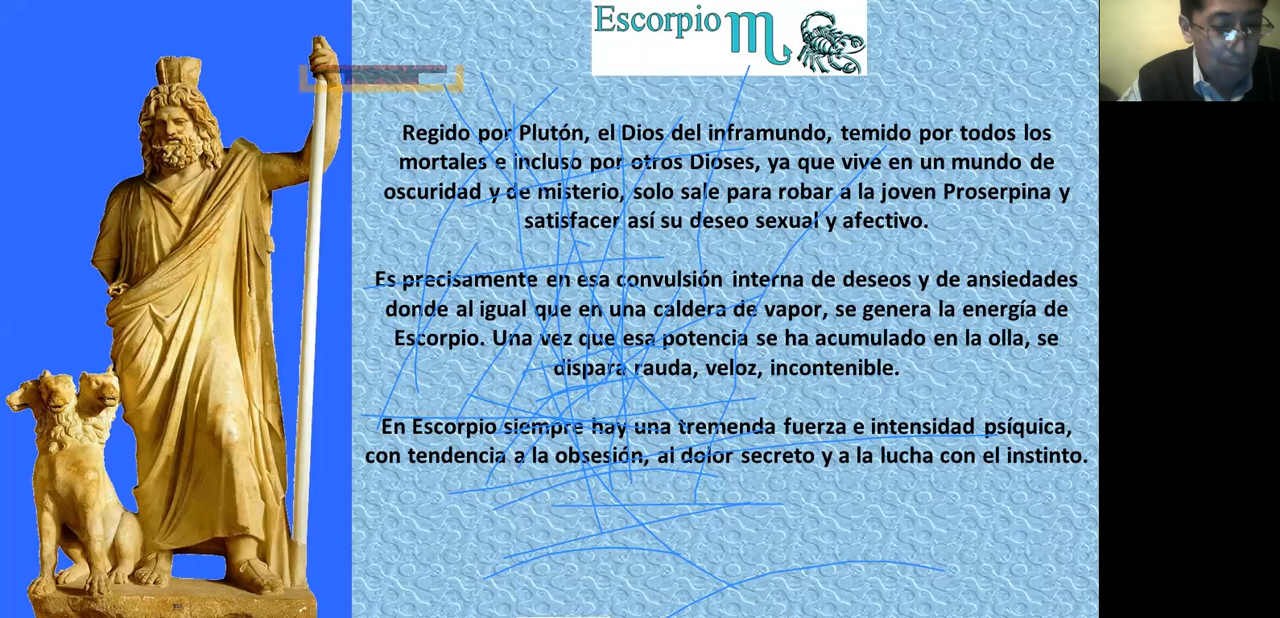 Escorpio
Regido por Plutón, el Dios del inframundo, temido por todos los
mortales e incluso por otros Dioses, ya que vive en un mundo de
oscuridad y de misterio, solo sale para robar a la joven Proserpina y
satisfacer así su deseo sexual y afectivo.
Es precisamente en esa convulsión interna de deseos y de ansiedades
donde al igual que en una caldera de vapor, se genera la energía de
Escorpio. Una vez que esa potencia se ha acumulado en la olla, se
dispara rauda, veloz, incontenible.
En Escorpio siempre hay una tremenda fuerza e intensidad psíquica,
con tendencia a la obsesión, al dolor secreto y a la lucha con el instinto.